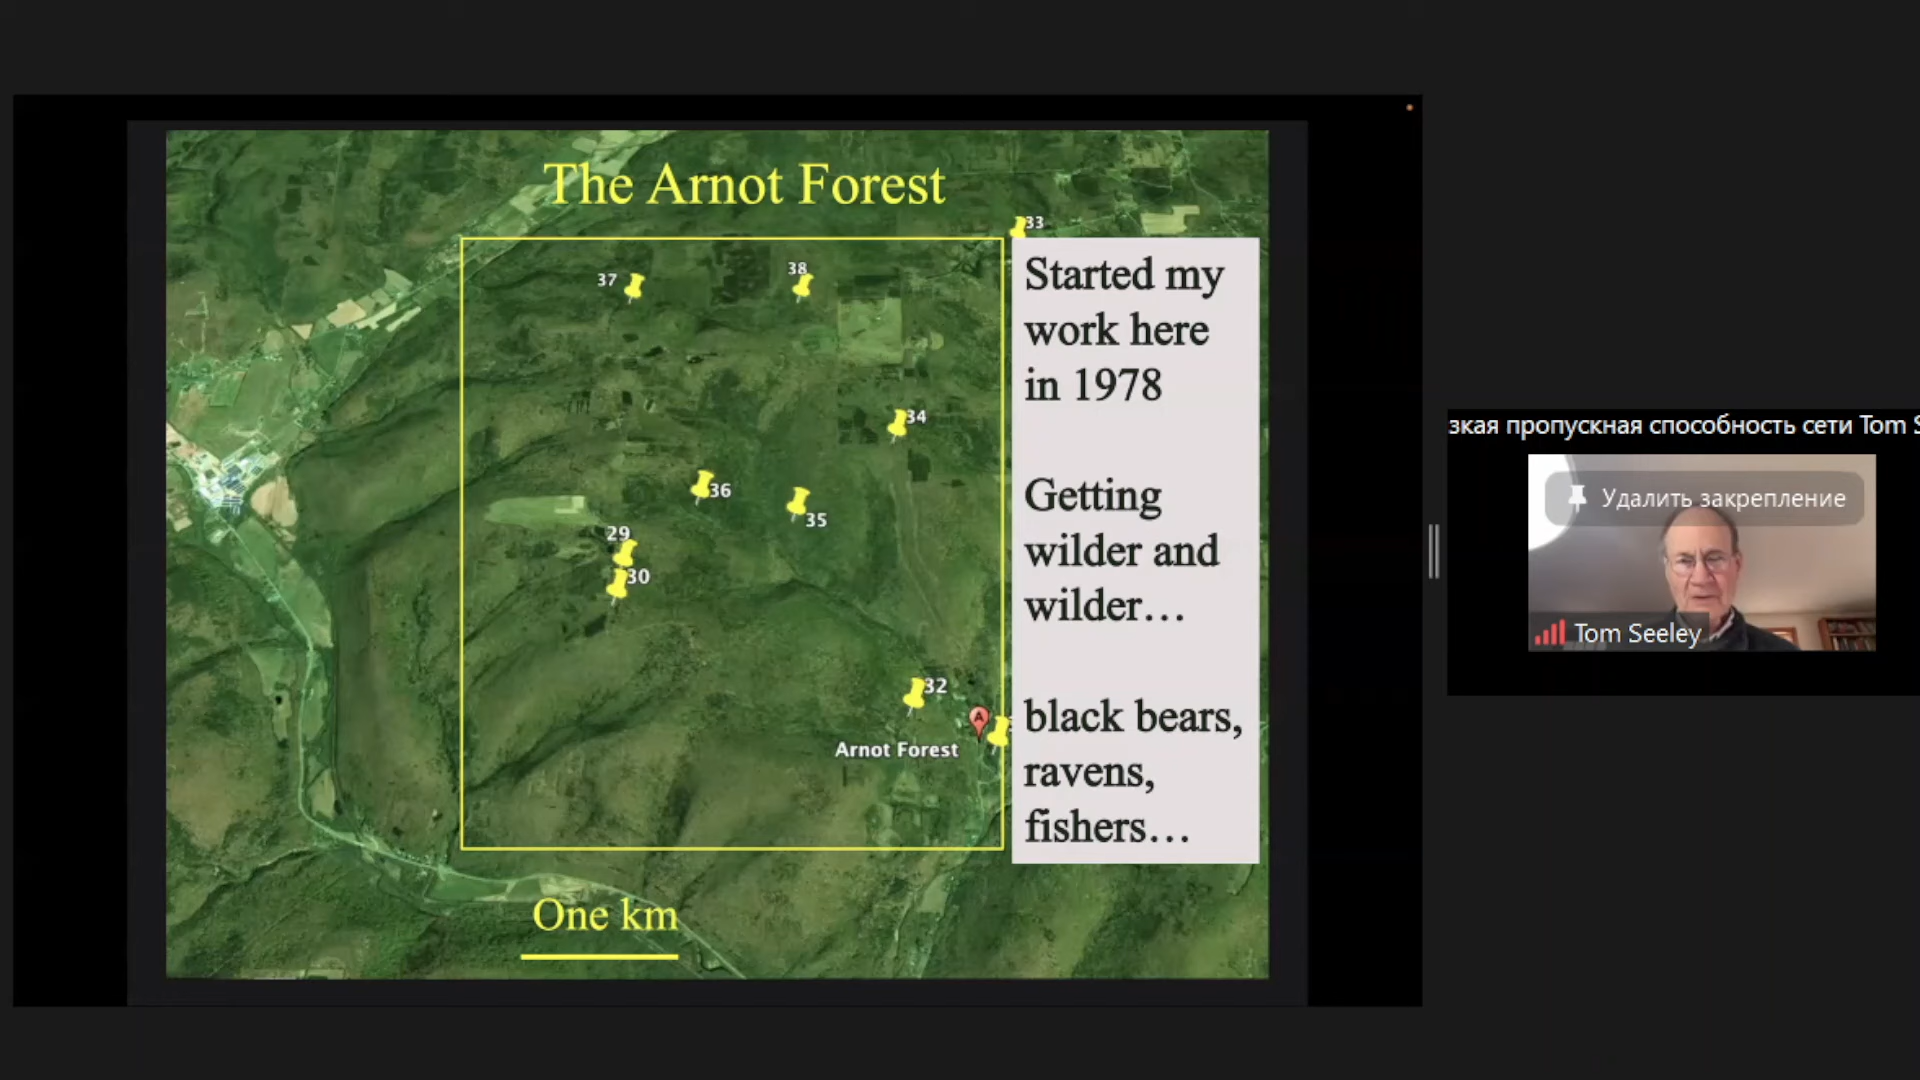 The Arnot Forest
33
37
38
Started my
work here
in 1978
34
36
35
Getting
wilder and
wilder…
29
30
32
A
Arnot Forest
black bears,
ravens,
fishers…
One km
зкая пропускная способность сети Tom S
Удалить закрепление
Tom Seeley